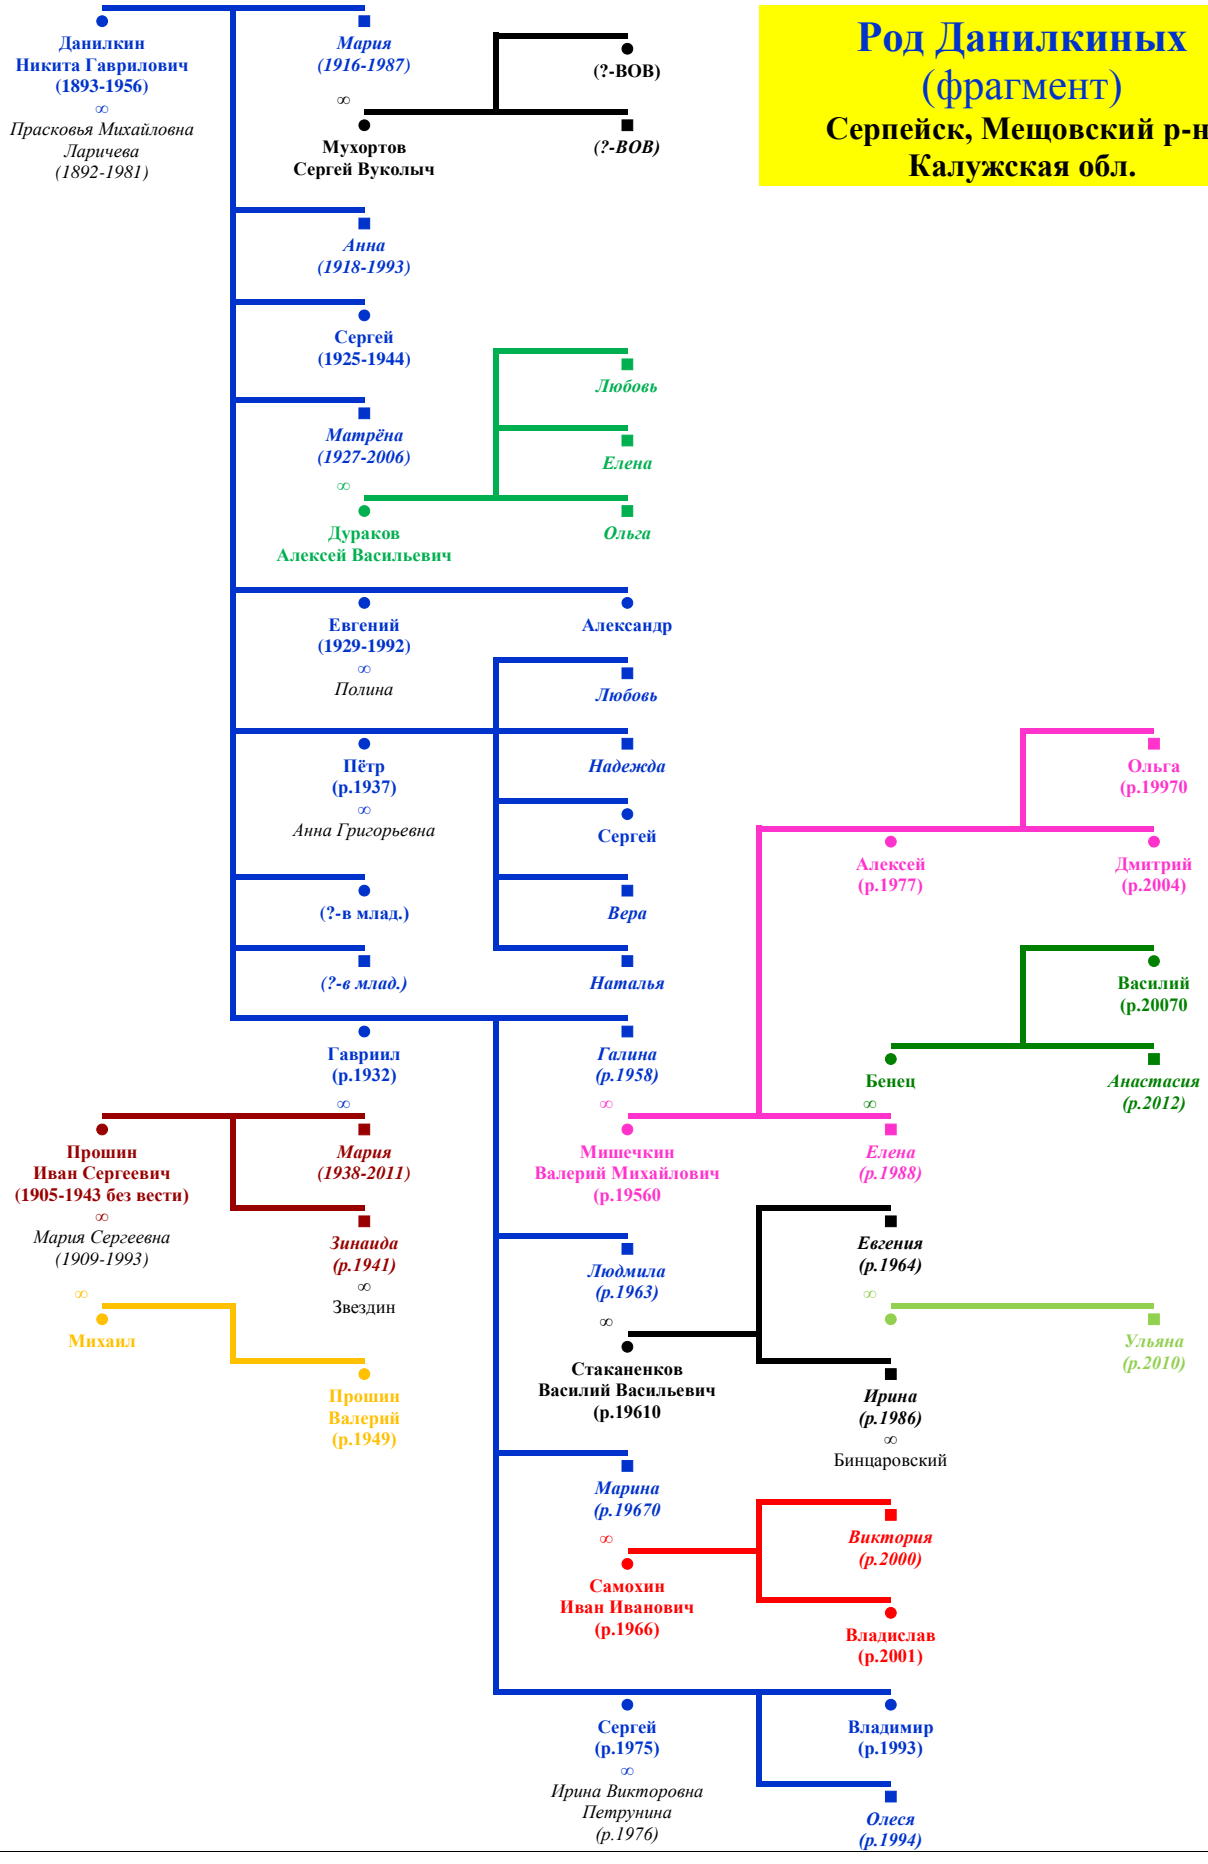 Род Данилкиных
(фрагмент)
Серпейск, Мещовский р-н
Калужская обл.
Данилкин
Никита Гаврилович
(1893-1956)
∞
Прасковья Михайловна
Ларичева
(1892-1981)
Мария
(1916-1987)
∞
Мухортов
Сергей Вуколыч
(?-ВОВ)
(?-ВОВ)
Анна
(1918-1993)
Сергей
(1925-1944)
Матрёна
(1927-2006)
∞
Дураков
Алексей Васильевич
Любовь
Елена
Ольга
Евгений
(1929-1992)
∞
Полина
Александр
Пётр
(р.1937)
∞
Анна Григорьевна
Любовь
Надежда
Сергей
Вера
Наталья
(?-в млад.)
(?-в млад.)
Гавриил
(р.1932)
∞
Мария
(1938-2011)
Прошин
Иван Сергеевич
(1905-1943 без вести)
∞
Мария Сергеевна
(1909-1993)
∞
Михаил
Зинаида
(р.1941)
∞
Звездин
Прошин
Валерий
(р.1949)
Галина
(р.1958)
∞
Мишечкин
Валерий Михайлович
(р.19560
Алексей
(р.1977)
Ольга
(р.19970
Дмитрий
(р.2004)
Бенец
∞
Елена
(р.1988)
Василий
(р.20070
Анастасия
(р.2012)
Людмила
(р.1963)
∞
Стаканенков
Василий Васильевич
(р.19610
Евгения
(р.1964)
∞
Ульяна
(р.2010)
Ирина
(р.1986)
∞
Бинцаровский
Марина
(р.19670
∞
Самохин
Иван Иванович
(р.1966)
Виктория
(р.2000)
Владислав
(р.2001)
Сергей
(р.1975)
∞
Ирина Викторовна
Петрунина
(р.1976)
Владимир
(р.1993)
Олеся
(р.1994)